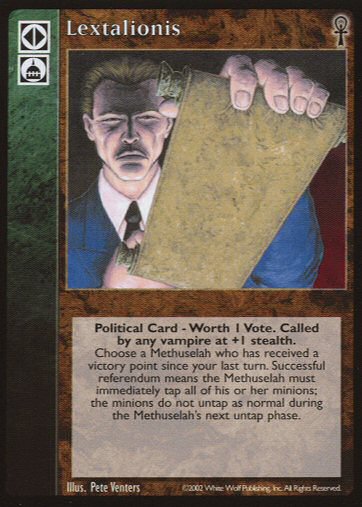 Lextalionis
Political Card - Worth 1 Vote. Called
by any vampire at +1 stealth.
Choose a Methuselah who has received a
victory point since your last turn. Successful
referendum means the Methuselah must
immediately tap all of his or her minions;
the minions do not untap as normal during
the Methuselah's next untap phase.
Illus. Pete Venters
©2002 White Wolf Publishing, Inc. All Rights Reserved.